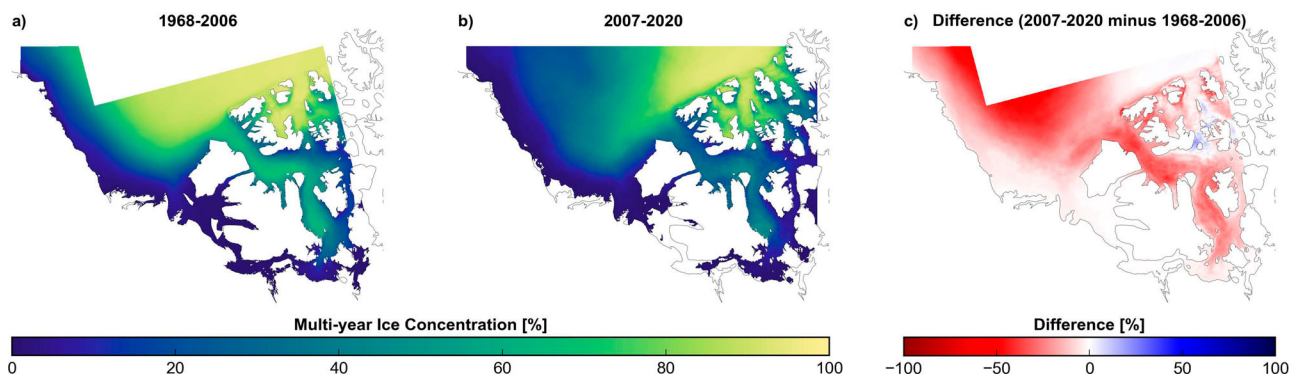 a) 1968-2006
b) 2007-2020
c) Difference (2007-2020 minus 1968-2006)
Multi-year Ice Concentration [%]
0 20 40 60 80 100
Difference [%]
−100 −50 0 50 100